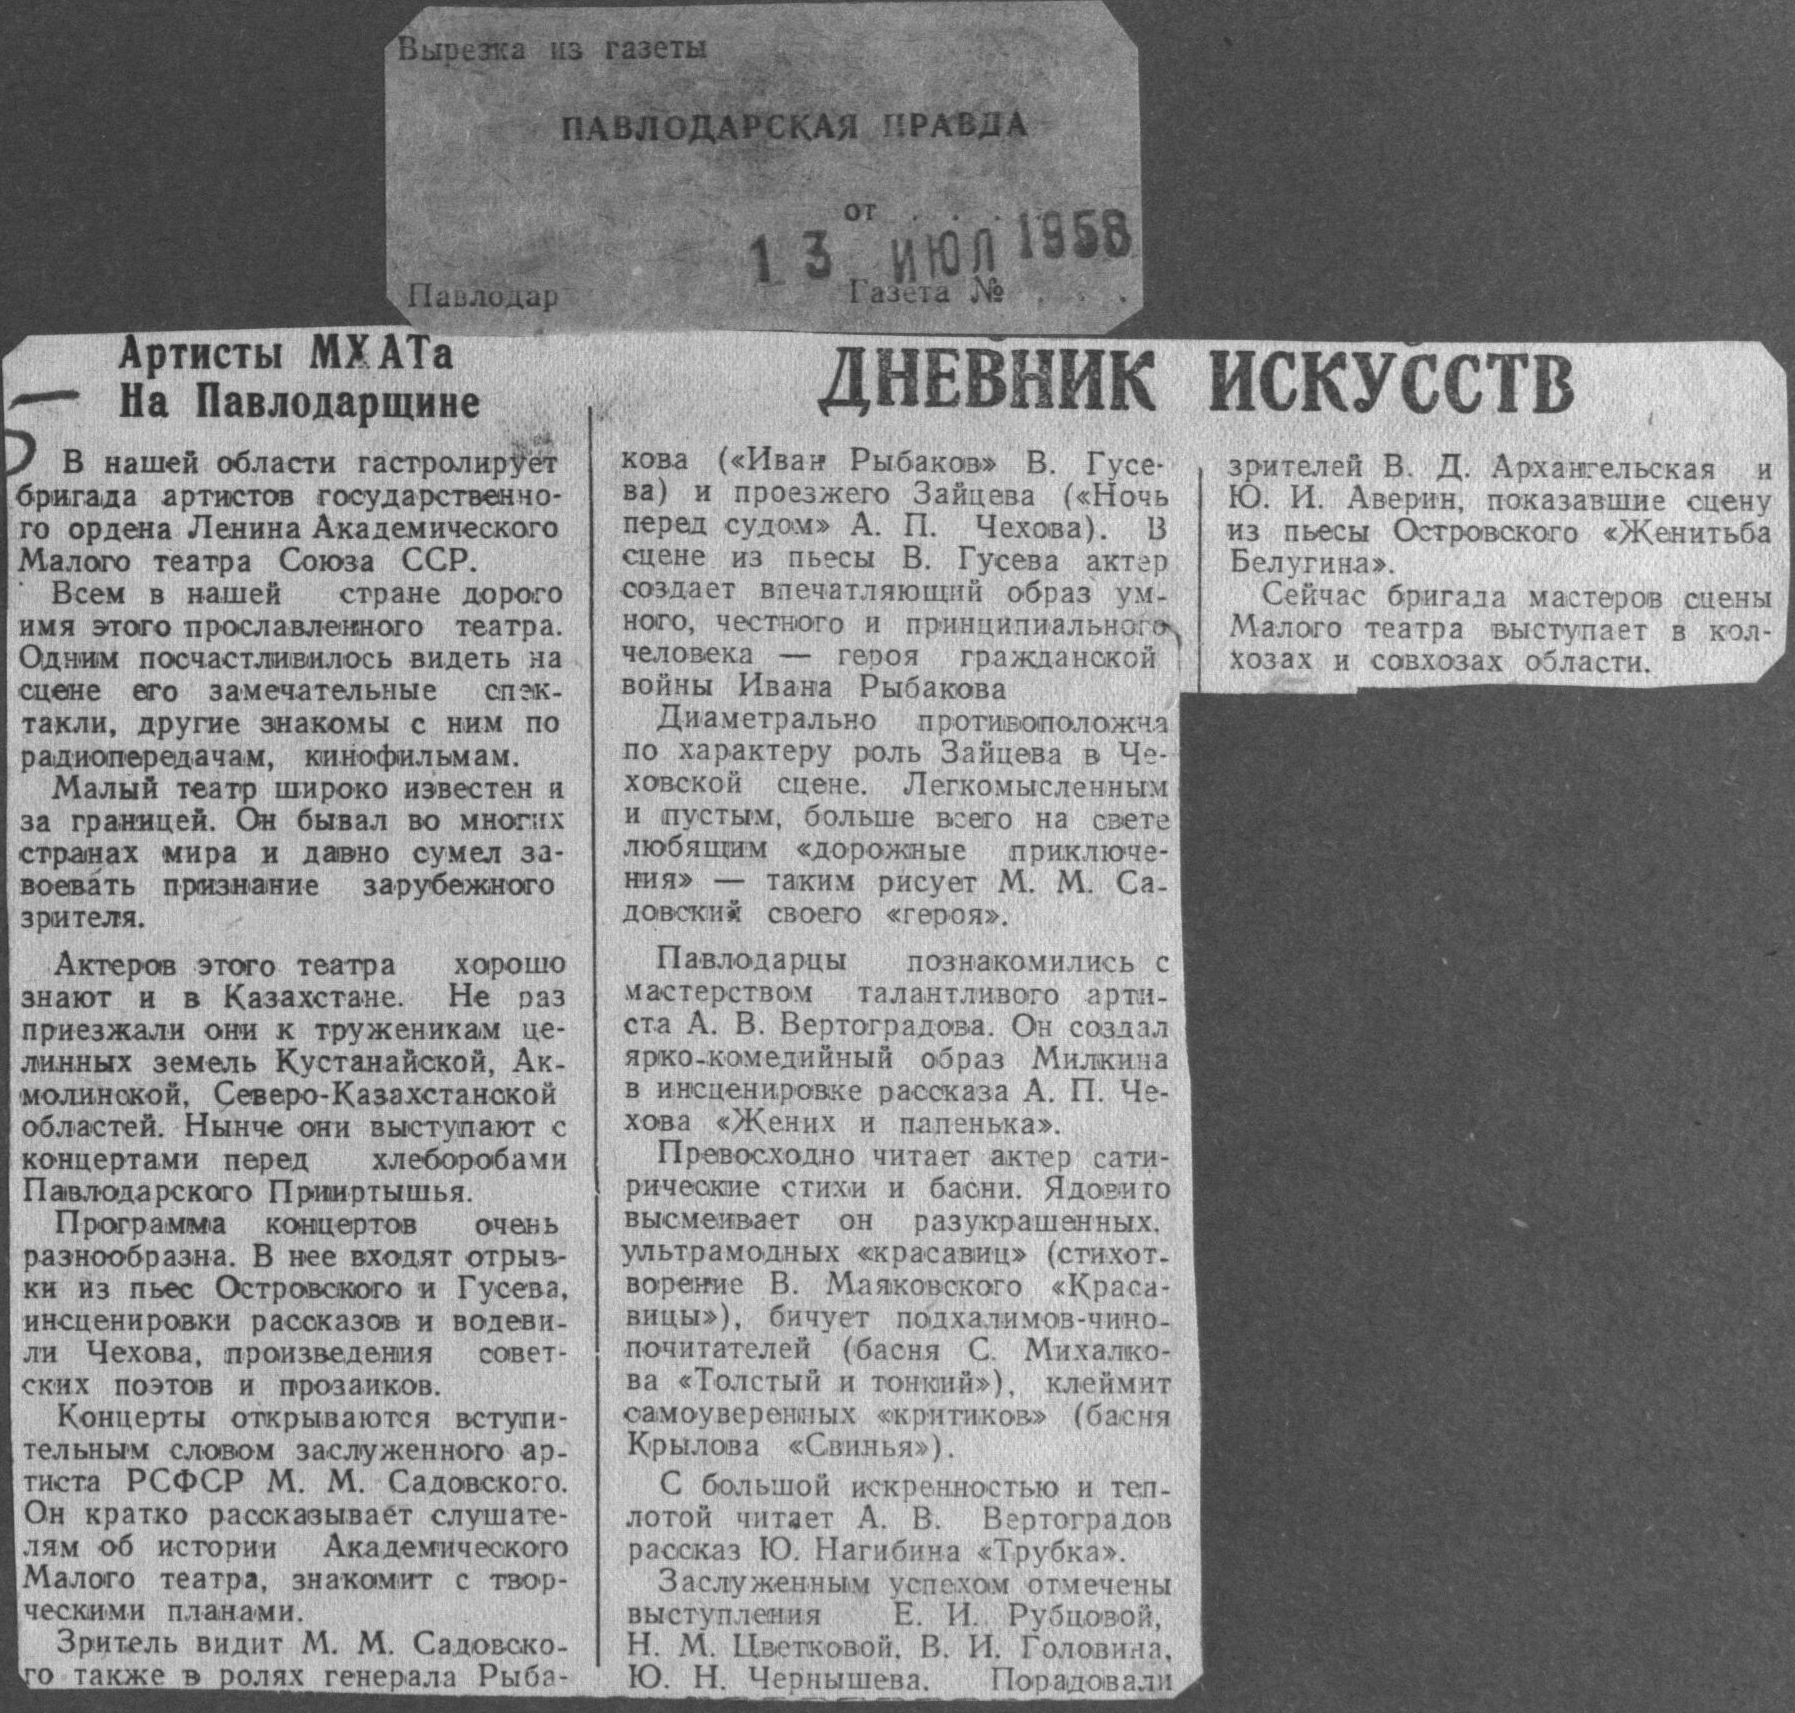 Вырезка из газеты
ПАВЛОДАРСКАЯ ПРАВДА
от . . . .
13 ИЮЛ 1958
Павлодар
Газета № . . .
Артисты МХАТа
На Павлодарщине
ДНЕВНИК ИСКУССТВ
В нашей области гастролирует
бригада артистов государственно-
го ордена Ленина Академического
Малого театра Союза ССР.
Всем в нашей стране дорого
имя этого прославленного театра.
Одним посчастливилось видеть на
сцене его замечательные спек-
такли, другие знакомы с ним по
радиопередачам, кинофильмам.
Малый театр широко известен и
за границей. Он бывал во многих
странах мира и давно сумел за-
воевать признание зарубежного
зрителя.
Актеров этого театра хорошо
знают и в Казахстане. Не раз
приезжали они к труженикам це-
линных земель Кустанайской, Ак-
молинской, Северо-Казахстанской
областей. Нынче они выступают с
концертами перед хлеборобами
Павлодарского Прииртышья.
Программа концертов очень
разнообразна. В нее входят отрыв-
ки из пьес Островского и Гусева,
инсценировки рассказов и водеви-
ли Чехова, произведения совет-
ских поэтов и прозаиков.
Концерты открываются вступи-
тельным словом заслуженного ар-
тиста РСФСР М. М. Садовского.
Он кратко рассказывает слушате-
лям об истории Академического
Малого театра, знакомит с твор-
ческими планами.
Зритель видит М. М. Садовско-
го также в ролях генерала Рыба-
кова («Иван Рыбаков» В. Гусе-
ва) и проезжего Зайцева («Ночь
перед судом» А. П. Чехова). В
сцене из пьесы В. Гусева актер
создает впечатляющий образ ум-
ного, честного и принципиального
человека — героя гражданской
войны Ивана Рыбакова
Диаметрально противоположна
по характеру роль Зайцева в Че-
ховской сцене. Легкомысленным
и пустым, больше всего на свете
любящим «дорожные приключе-
ния» — таким рисует М. М. Са-
довский своего «героя».
Павлодарцы познакомились с
мастерством талантливого арти-
ста А. В. Вертоградова. Он создал
ярко-комедийный образ Милкина
в инсценировке рассказа А. П. Че-
хова «Жених и папенька».
Превосходно читает актер сати-
рические стихи и басни. Ядовито
высмеивает он разукрашенных,
ультрамодных «красавиц» (стихот-
ворение В. Маяковского «Краса-
вицы»), бичует подхалимов-чино-
почитателей (басня С. Михалко-
ва «Толстый и тонкий»), клеймит
самоуверенных «критиков» (басня
Крылова «Свинья»).
С большой искренностью и теп-
лотой читает А. В. Вертоградов
рассказ Ю. Нагибина «Трубка».
Заслуженным успехом отмечены
выступления Е. И. Рубцовой,
Н. М. Цветковой, В. И. Головина,
Ю. Н. Чернышева. Порадовали
зрителей В. Д. Архангельская и
Ю. И. Аверин, показавшие сцену
из пьесы Островского «Женитьба
Белугина».
Сейчас бригада мастеров сцены
Малого театра выступает в кол-
хозах и совхозах области.